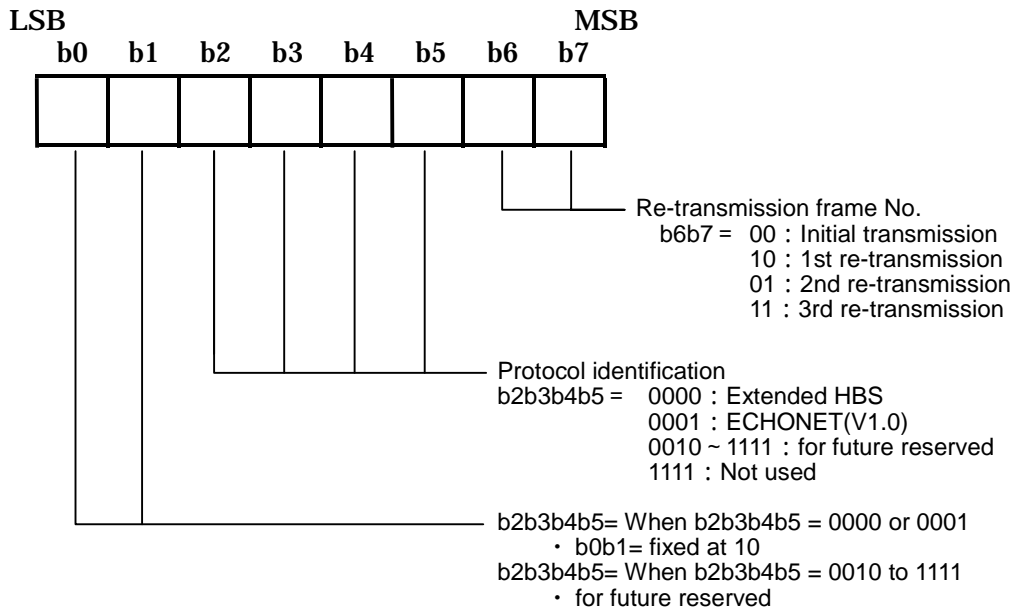 LSB MSB
b0 b1 b2 b3 b4 b5 b6 b7
Re-transmission frame No.
b6b7 = 00 : Initial transmission
10 : 1st re-transmission
01 : 2nd re-transmission
11 : 3rd re-transmission
Protocol identification
b2b3b4b5 = 0000 : Extended HBS
0001 : ECHONET(V1.0)
0010 ~ 1111 : for future reserved
1111 : Not used
b2b3b4b5= When b2b3b4b5 = 0000 or 0001
・ b0b1= fixed at 10
b2b3b4b5= When b2b3b4b5 = 0010 to 1111
・ for future reserved